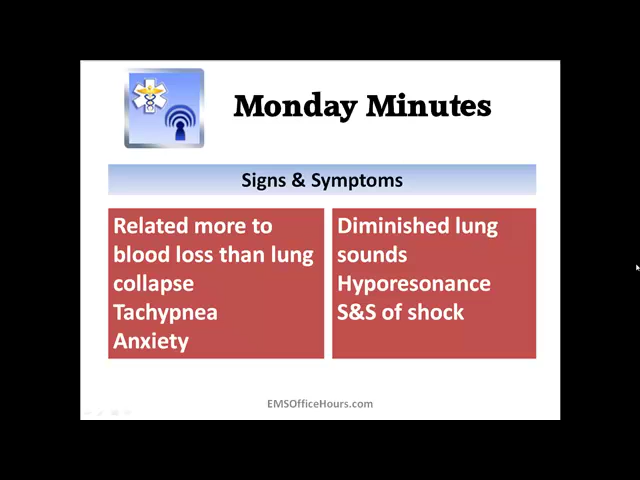 Monday Minutes
Signs & Symptoms
Related more to
blood loss than lung
collapse
Tachypnea
Anxiety
Diminished lung
sounds
Hyporesonance
S&S of shock
EMSOfficeHours.com